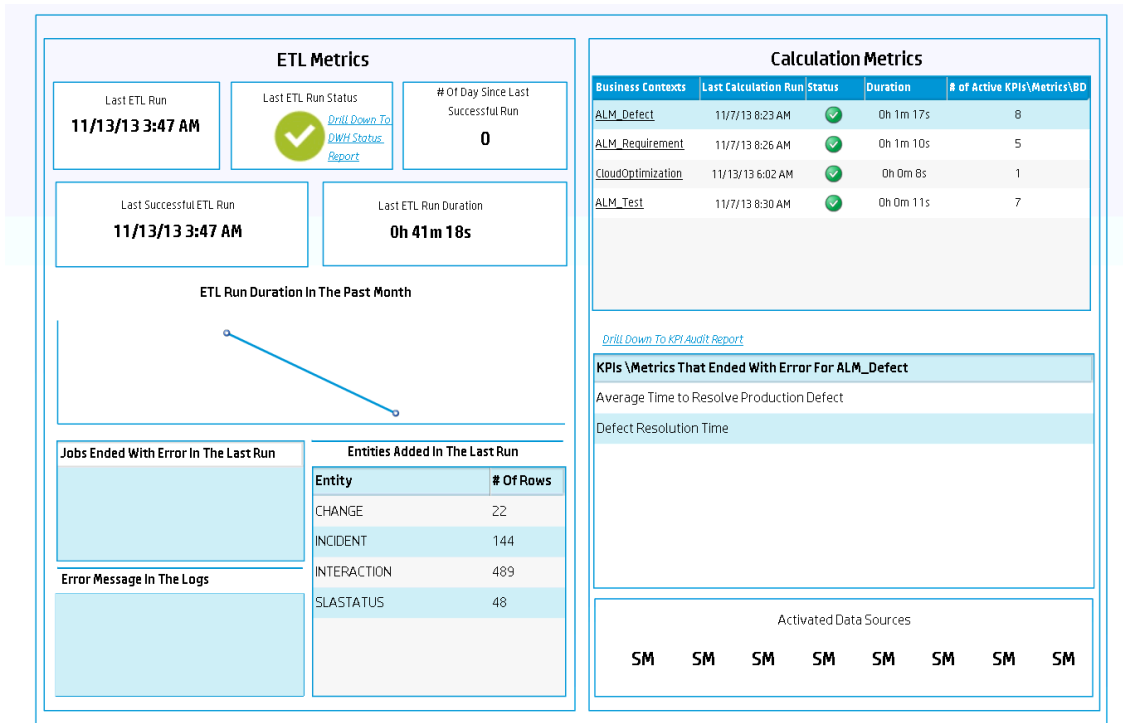 ETL Metrics
Last ETL Run
11/13/13 3:47 AM
Last ETL Run Status
Drill Down To
DWH Status
Report
# Of Day Since Last
Successful Run
0
Last Successful ETL Run
11/13/13 3:47 AM
Last ETL Run Duration
0h 41m 18s
ETL Run Duration In The Past Month
Jobs Ended With Error In The Last Run
Error Message In The Logs
Entities Added In The Last Run
Entity # Of Rows
CHANGE 22
INCIDENT 144
INTERACTION 489
SLASTATUS 48
Calculation Metrics
Business Contexts Last Calculation Run Status Duration # of Active KPIs\Metrics\BD
ALM_Defect 11/7/13 8:23 AM 0h 1m 17s 8
ALM_Requirement 11/7/13 8:26 AM 0h 1m 10s 5
CloudOptimization 11/13/13 6:02 AM 0h 0m 8s 1
ALM_Test 11/7/13 8:30 AM 0h 0m 11s 7
Drill Down To KPI Audit Report
KPIs \Metrics That Ended With Error For ALM_Defect
Average Time to Resolve Production Defect
Defect Resolution Time
Activated Data Sources
SM SM SM SM SM SM SM SM